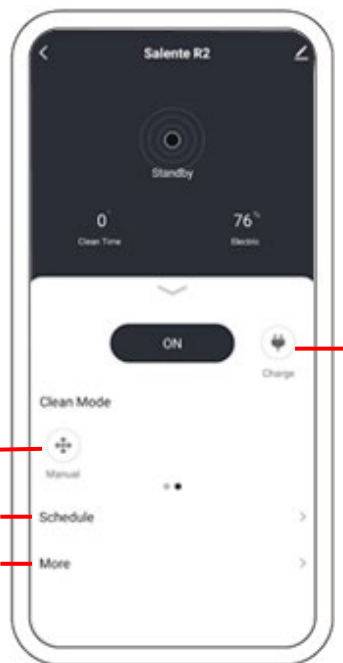 Salente R2
Standby
0'
76%
Clean Time
Electric
ON
Charge
Clean Mode
Manual
Schedule
More